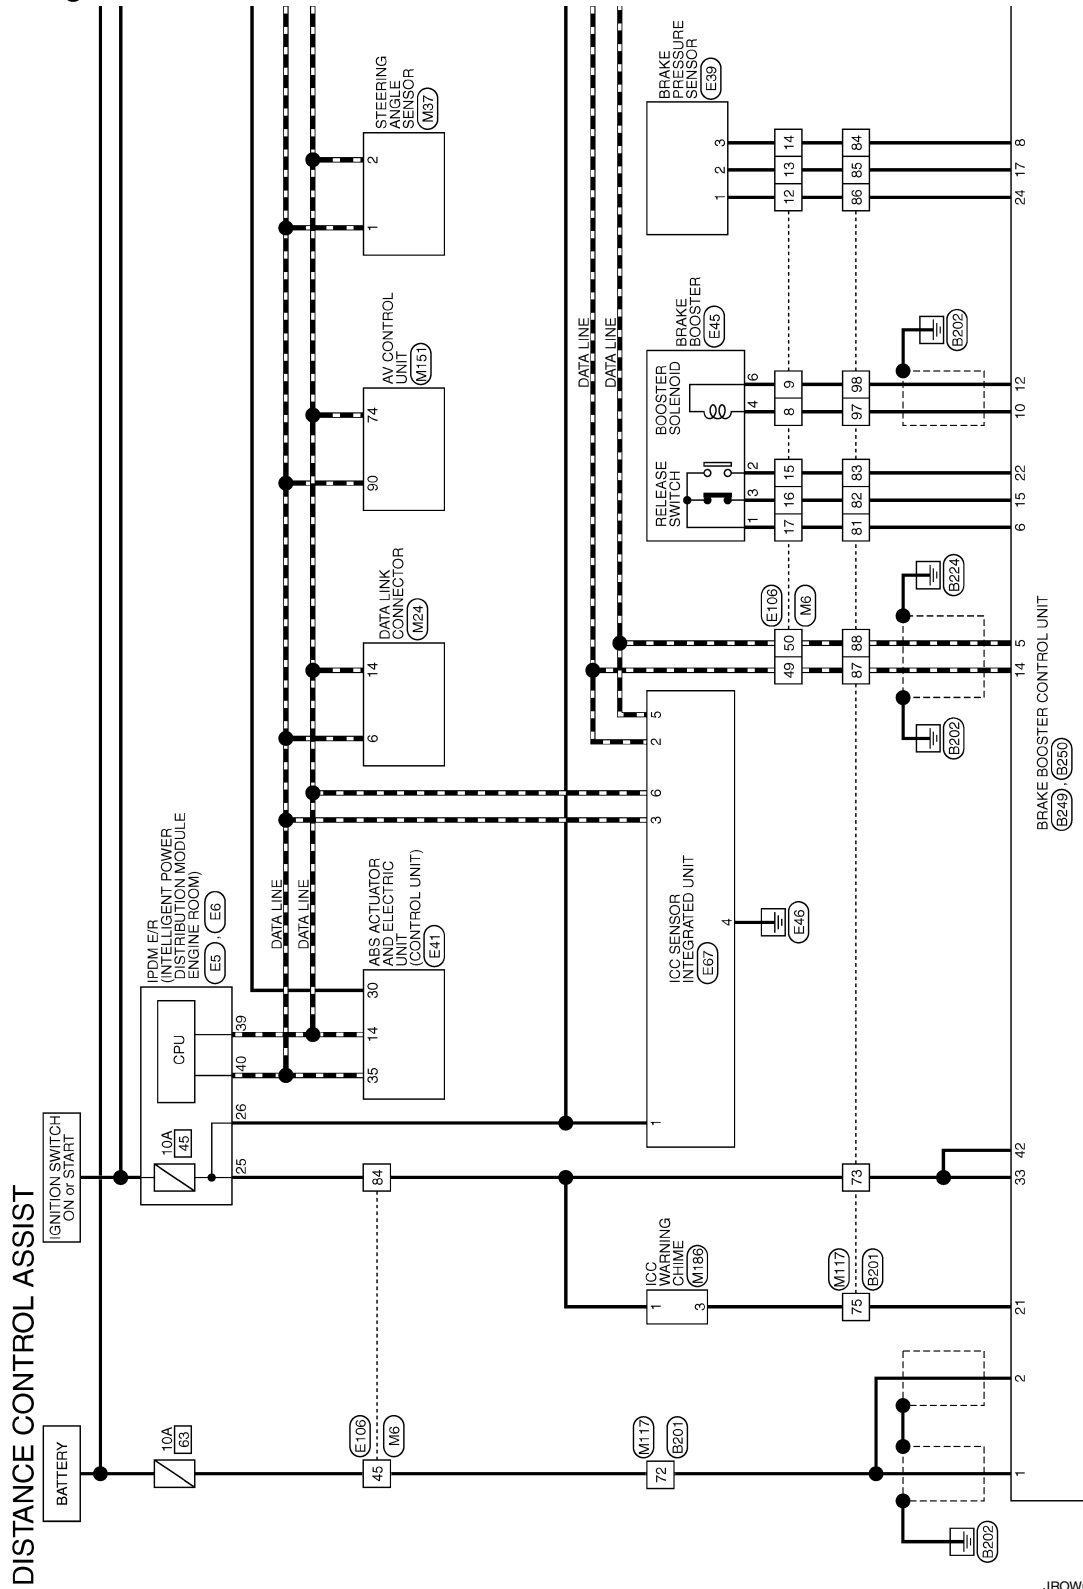 DISTANCE CONTROL ASSIST
BATTERY
IGNITION SWITCH
ON or START
10A
63
10A
45
IPDM E/R
(INTELLIGENT POWER
DISTRIBUTION MODULE
ENGINE ROOM)
E5 , E6
CPU
25
26
40
39
DATA LINE
DATA LINE
E106
M6
45
84
ABS ACTUATOR
AND ELECTRIC
UNIT
(CONTROL UNIT)
E41
35
14
30
DATA LINK
CONNECTOR
M24
6
14
AV CONTROL
UNIT
M151
90
74
STEERING
ANGLE
SENSOR
M37
1
2
DATA LINE
DATA LINE
M117
B201
72
ICC
WARNING
CHIME
M186
1
3
ICC SENSOR
INTEGRATED UNIT
E67
1
3
6
2
5
4
E46
BRAKE
BOOSTER
E45
RELEASE
SWITCH
BOOSTER
SOLENOID
1
3
2
4
6
BRAKE
PRESSURE
SENSOR
E39
1
2
3
E106
M6
49
50
17
16
15
8
9
12
13
14
M117
B201
75
73
87
88
81
82
83
97
98
86
85
84
B202
B202
B224
B202
1
2
21
33
42
14
5
6
15
22
10
12
24
17
8
BRAKE BOOSTER CONTROL UNIT
B249 , B250